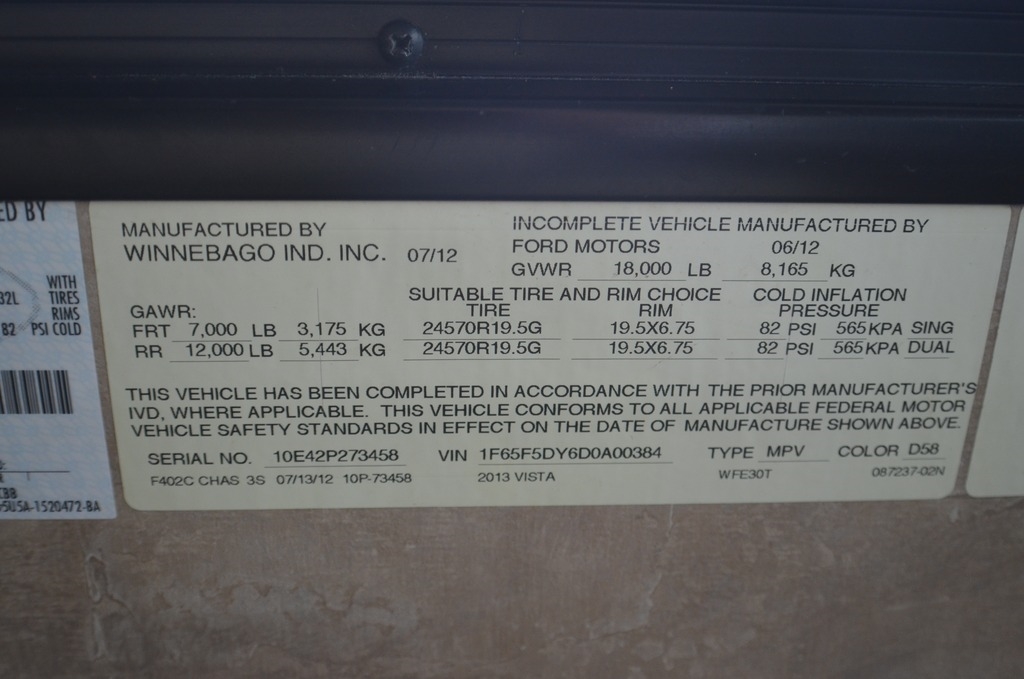 ED BY
WITH
32L TIRES
RIMS
82 PSI COLD
5U5A-1520472-BA
MANUFACTURED BY
WINNEBAGO IND. INC. 07/12
INCOMPLETE VEHICLE MANUFACTURED BY
FORD MOTORS 06/12
GVWR 18,000 LB 8,165 KG
SUITABLE TIRE AND RIM CHOICE COLD INFLATION
GAWR: TIRE RIM PRESSURE
FRT 7,000 LB 3,175 KG 24570R19.5G 19.5X6.75 82 PSI 565 KPA SING
RR 12,000 LB 5,443 KG 24570R19.5G 19.5X6.75 82 PSI 565 KPA DUAL
THIS VEHICLE HAS BEEN COMPLETED IN ACCORDANCE WITH THE PRIOR MANUFACTURER'S
IVD, WHERE APPLICABLE. THIS VEHICLE CONFORMS TO ALL APPLICABLE FEDERAL MOTOR
VEHICLE SAFETY STANDARDS IN EFFECT ON THE DATE OF MANUFACTURE SHOWN ABOVE.
SERIAL NO. 10E42P273458 VIN 1F65F5DY6D0A00384 TYPE MPV COLOR D58
F402C CHAS 3S 07/13/12 10P-73458 2013 VISTA WFE30T 087237-02N